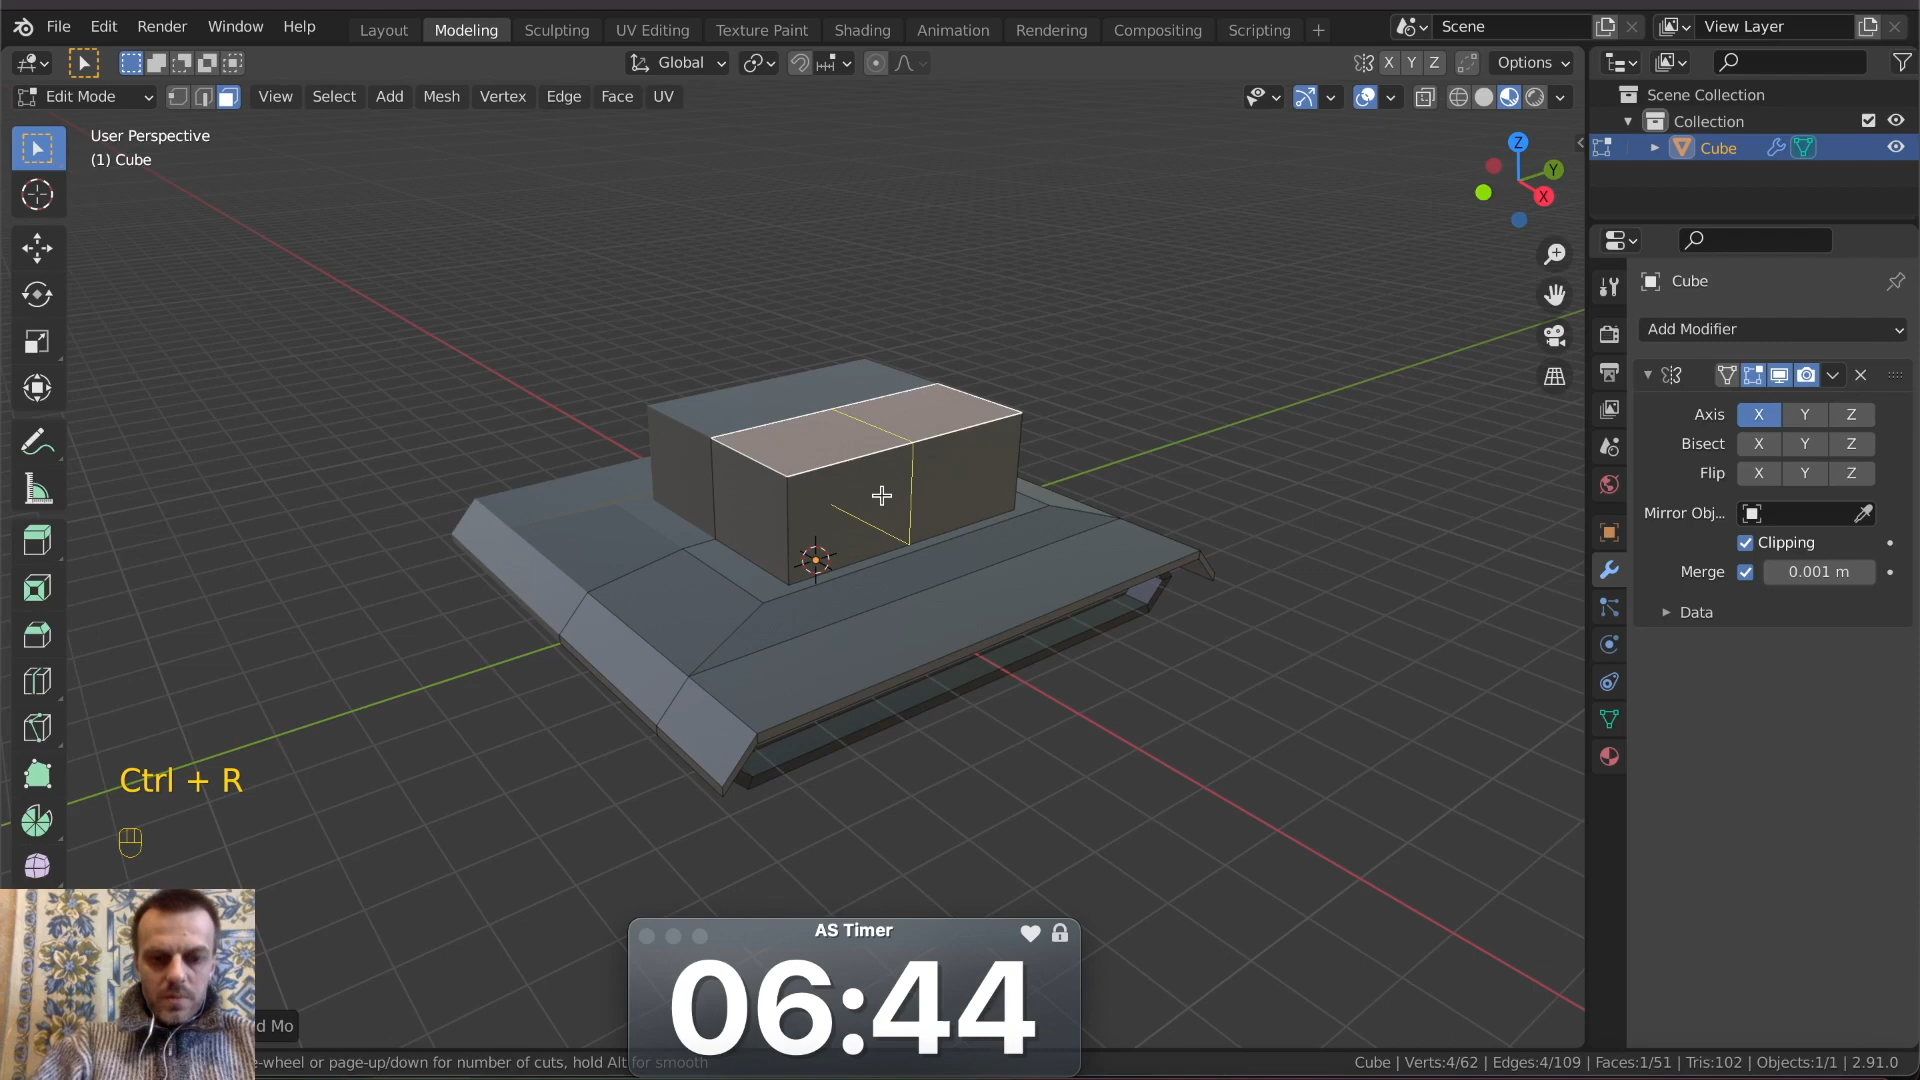 File Edit Render Window Help Layout Modeling Sculpting UV Editing Texture Paint Shading Animation Rendering Compositing Scripting + Scene View Layer
Global X Y Z Options
Edit Mode View Select Add Mesh Vertex Edge Face UV
User Perspective
(1) Cube
Z
Y
X
Scene Collection
Collection
Cube
Cube
Add Modifier
Axis X Y Z
Bisect X Y Z
Flip X Y Z
Mirror Obj...
Clipping
Merge 0.001 m
Data
Ctrl + R
AS Timer
06:44
d Mo
e-wheel or page-up/down for number of cuts, hold Alt for smooth
Cube | Verts:4/62 | Edges:4/109 | Faces:1/51 | Tris:102 | Objects:1/1 | 2.91.0